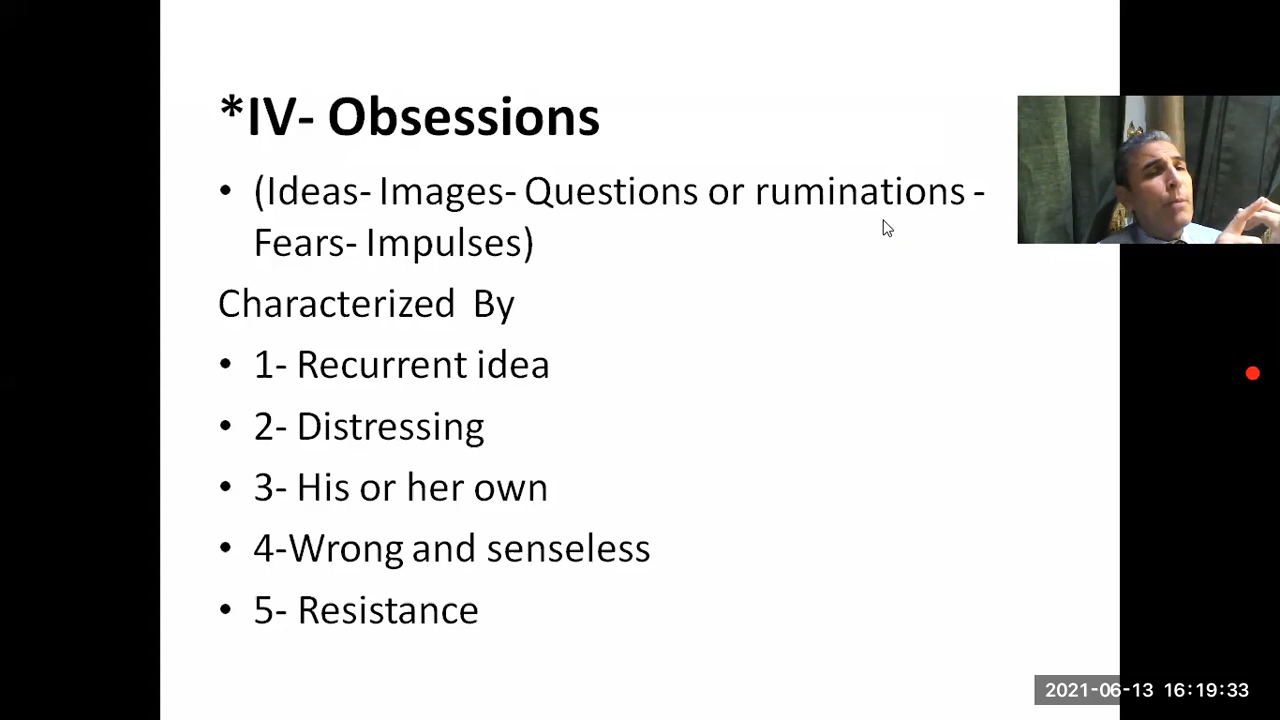 *IV- Obsessions
• (Ideas- Images- Questions or ruminations -
Fears- Impulses)
Characterized By
• 1- Recurrent idea
• 2- Distressing
• 3- His or her own
• 4-Wrong and senseless
• 5- Resistance
2021-06-13 16:19:33